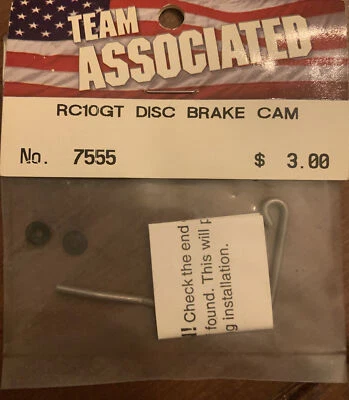 TEAM
ASSOCIATED
RC10GT DISC BRAKE CAM
No. 7555 $ 3.00
! Check the end
found. This will
g installation.